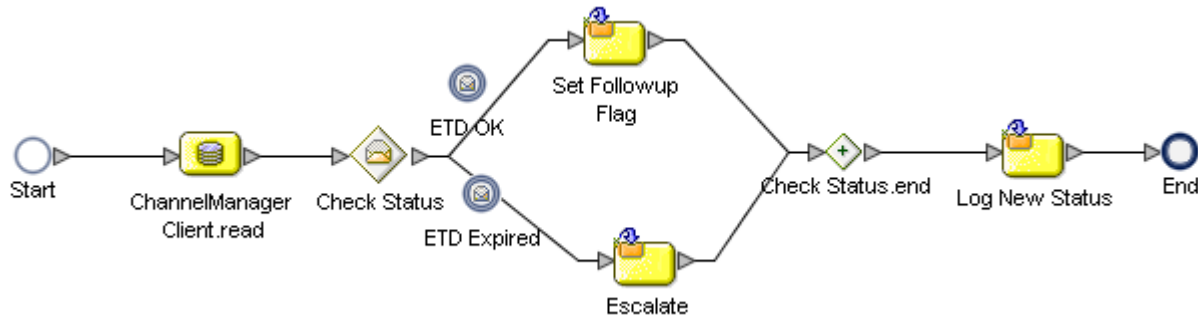 Start
ChannelManager
Client.read
Check Status
ETD OK
ETD Expired
Set Followup
Flag
Escalate
Check Status.end
Log New Status
End